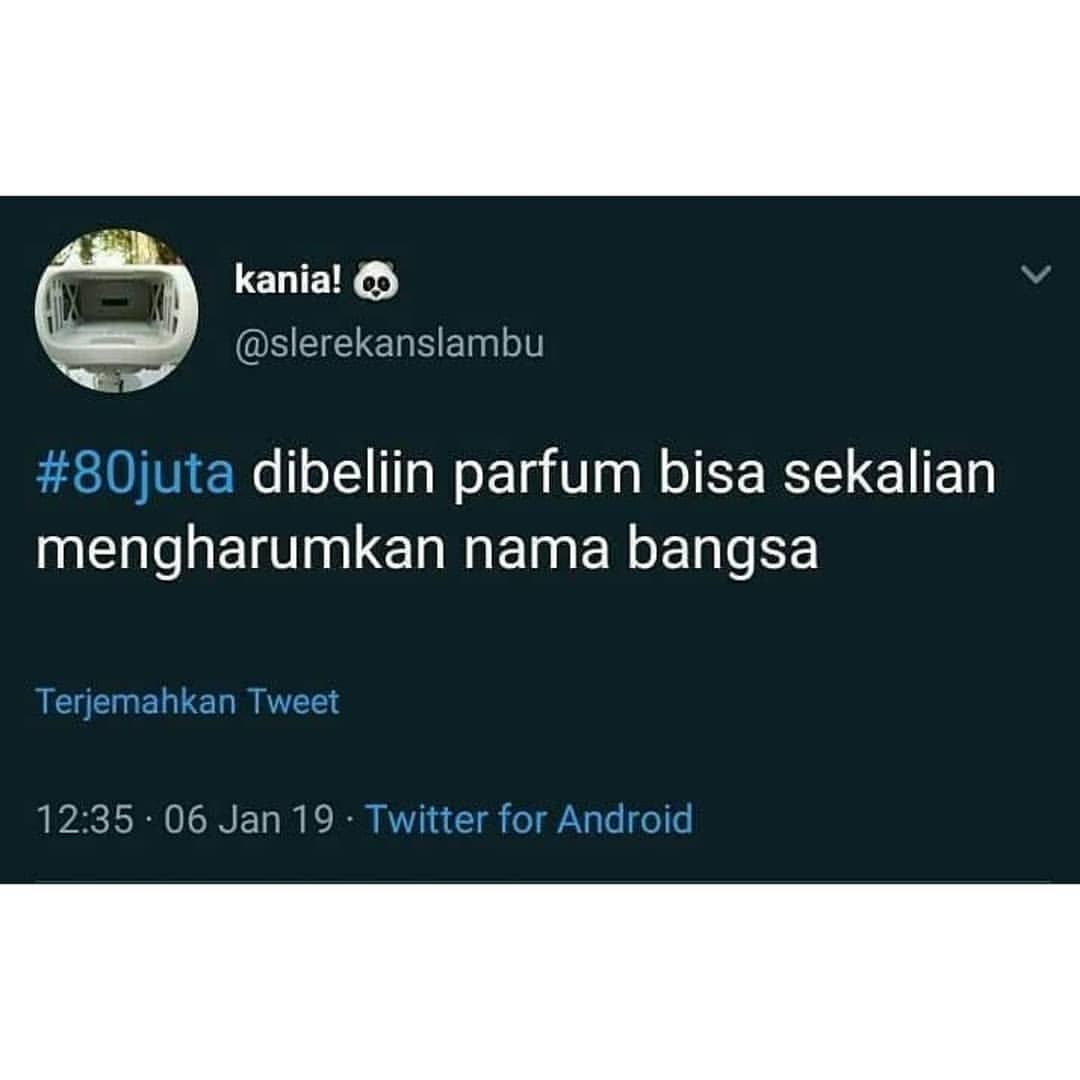 kania! 🐼
@slerekanslambu
#80juta dibeliin parfum bisa sekalian
mengharumkan nama bangsa
Terjemahkan Tweet
12:35 · 06 Jan 19 · Twitter for Android